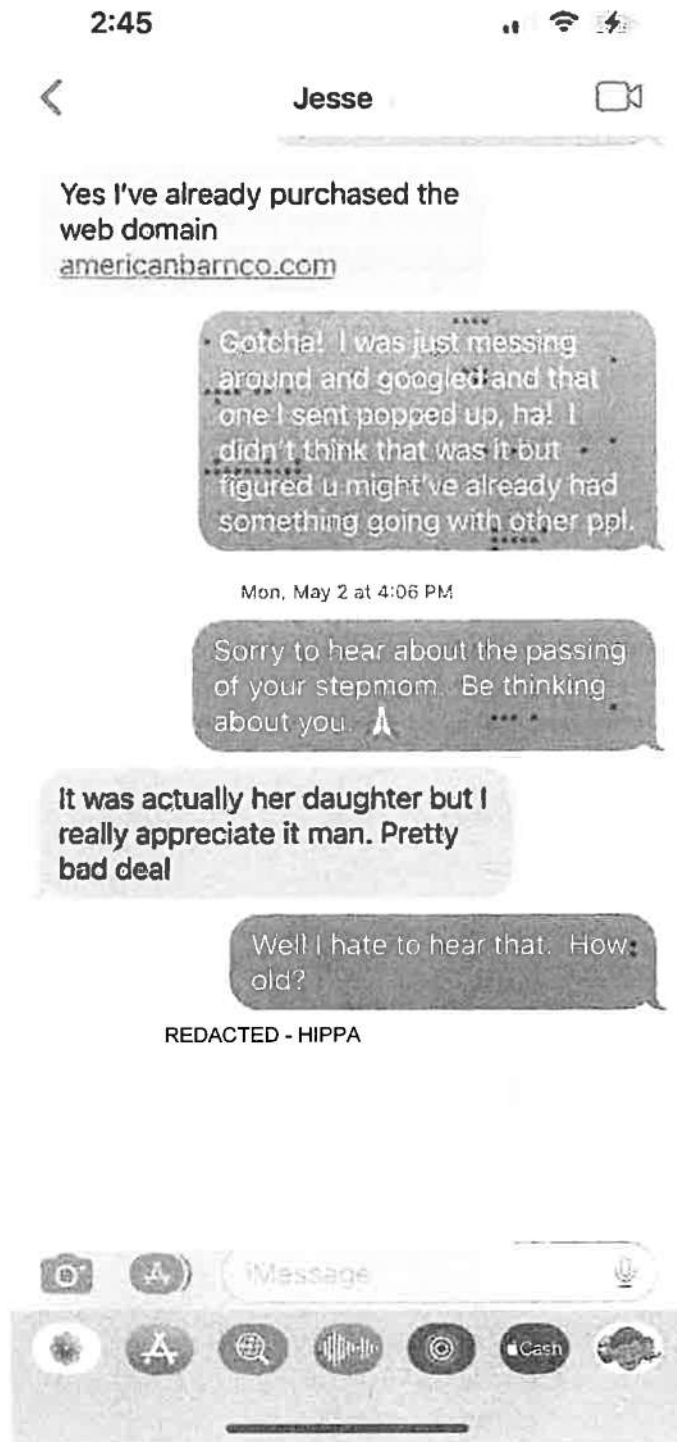 2:45
Jesse
Yes I've already purchased the
web domain
americanbarnco.com
Gotcha!  I was just messing
around and googled and that
one I sent popped up, ha!  I
didn't think that was it but
figured u might've already had
something going with other ppl.
Mon, May 2 at 4:06 PM
Sorry to hear about the passing
of your stepmom.  Be thinking
about you. 🙏
It was actually her daughter but I
really appreciate it man. Pretty
bad deal
Well I hate to hear that.  How
old?
REDACTED - HIPPA
iMessage
Cash